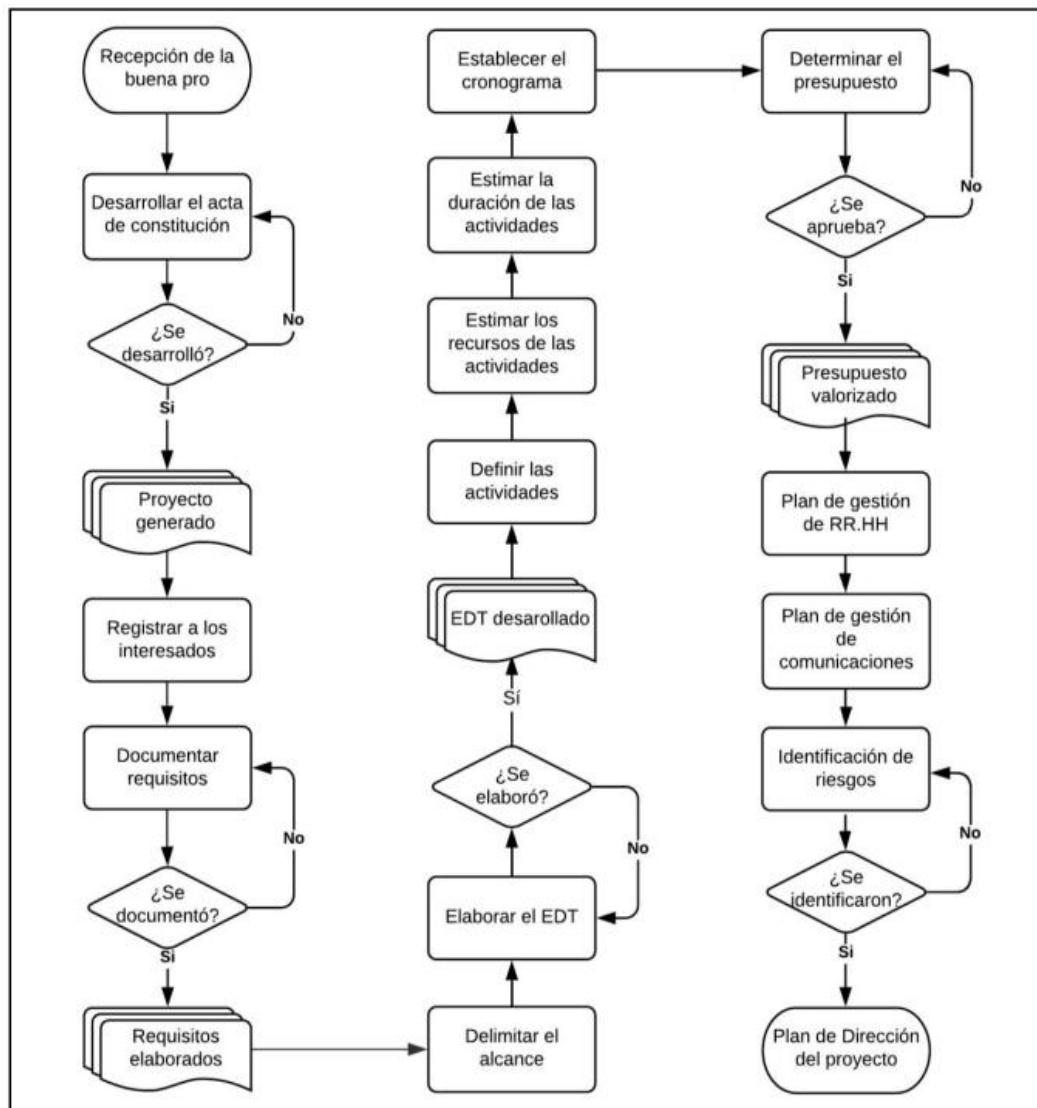 Recepción de la
buena pro
Desarrollar el acta
de constitución
No
¿Se
desarrolló?
Si
Proyecto
generado
Registrar a los
interesados
Documentar
requisitos
No
¿Se
documentó?
Si
Requisitos
elaborados
Delimitar el
alcance
Elaborar el EDT
No
¿Se
elaboró?
Sí
EDT desarollado
Definir las
actividades
Estimar los
recursos de las
actividades
Estimar la
duración de las
actividades
Establecer el
cronograma
Determinar el
presupuesto
No
¿Se
aprueba?
Si
Presupuesto
valorizado
Plan de gestión
de RR.HH
Plan de gestión
de
comunicaciones
Identificación de
riesgos
No
¿Se
identificaron?
Si
Plan de Dirección
del proyecto